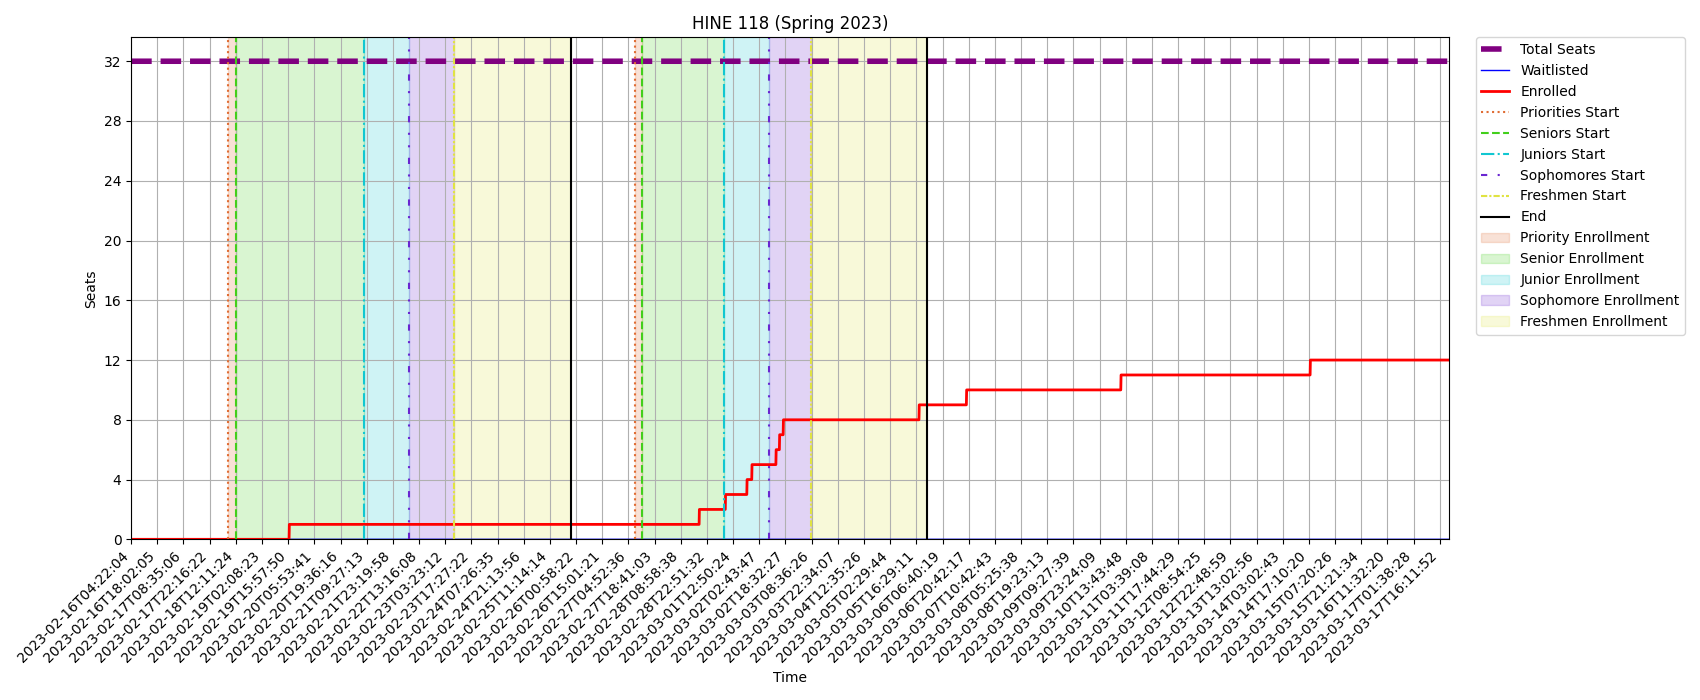 HINE 118 (Spring 2023)
Seats
32
28
24
20
16
12
8
4
0
2023-02-16T04:22:04
2023-02-16T18:02:05
2023-02-17T08:35:06
2023-02-17T22:16:22
2023-02-18T12:11:24
2023-02-19T02:08:23
2023-02-19T15:57:50
2023-02-20T05:53:41
2023-02-20T19:36:16
2023-02-21T09:27:13
2023-02-21T23:19:58
2023-02-22T13:16:08
2023-02-23T03:23:12
2023-02-23T17:27:22
2023-02-24T07:26:35
2023-02-24T21:13:56
2023-02-25T11:14:14
2023-02-26T00:58:22
2023-02-26T15:01:21
2023-02-27T04:52:36
2023-02-27T18:41:03
2023-02-28T08:58:38
2023-02-28T22:51:32
2023-03-01T12:50:24
2023-03-02T02:43:47
2023-03-02T18:32:27
2023-03-03T08:36:26
2023-03-03T22:34:07
2023-03-04T12:35:26
2023-03-05T02:29:44
2023-03-05T16:29:11
2023-03-06T06:40:19
2023-03-06T20:42:17
2023-03-07T10:42:43
2023-03-08T05:25:38
2023-03-08T19:23:13
2023-03-09T09:27:39
2023-03-09T23:24:09
2023-03-10T13:43:48
2023-03-11T03:39:08
2023-03-11T17:44:29
2023-03-12T08:54:25
2023-03-12T22:48:59
2023-03-13T13:02:56
2023-03-14T03:02:43
2023-03-14T17:10:20
2023-03-15T07:20:26
2023-03-15T21:21:34
2023-03-16T11:32:20
2023-03-17T01:38:28
2023-03-17T16:11:52
Time
Total Seats
Waitlisted
Enrolled
Priorities Start
Seniors Start
Juniors Start
Sophomores Start
Freshmen Start
End
Priority Enrollment
Senior Enrollment
Junior Enrollment
Sophomore Enrollment
Freshmen Enrollment